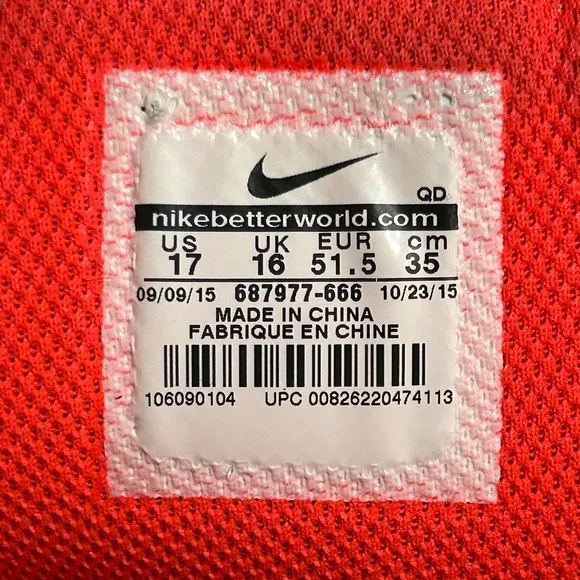 QD
nikebetterworld.com
US UK EUR cm
17 16 51.5 35
09/09/15 687977-666 10/23/15
MADE IN CHINA
FABRIQUE EN CHINE
106090104 UPC 00826220474113